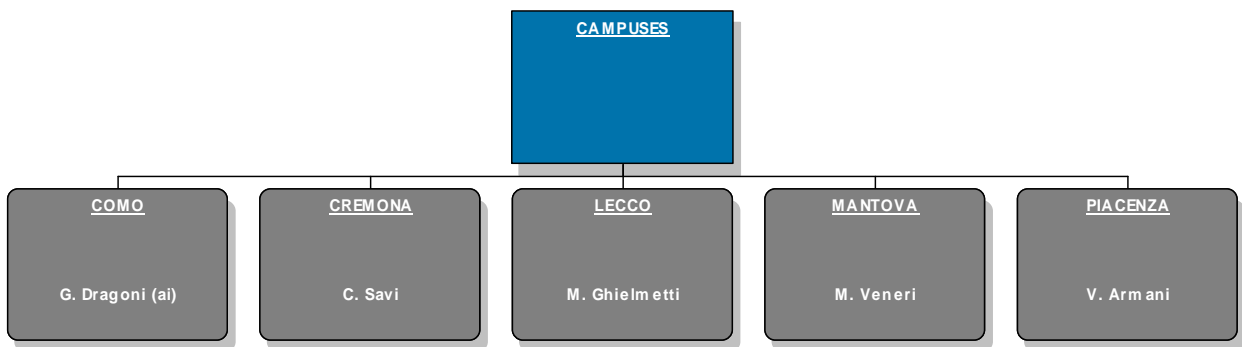 CAMPUSES
COMO
G. Dragoni (ai)
CREMONA
C. Savi
LECCO
M. Ghielmetti
MANTOVA
M. Veneri
PIACENZA
V. Armani